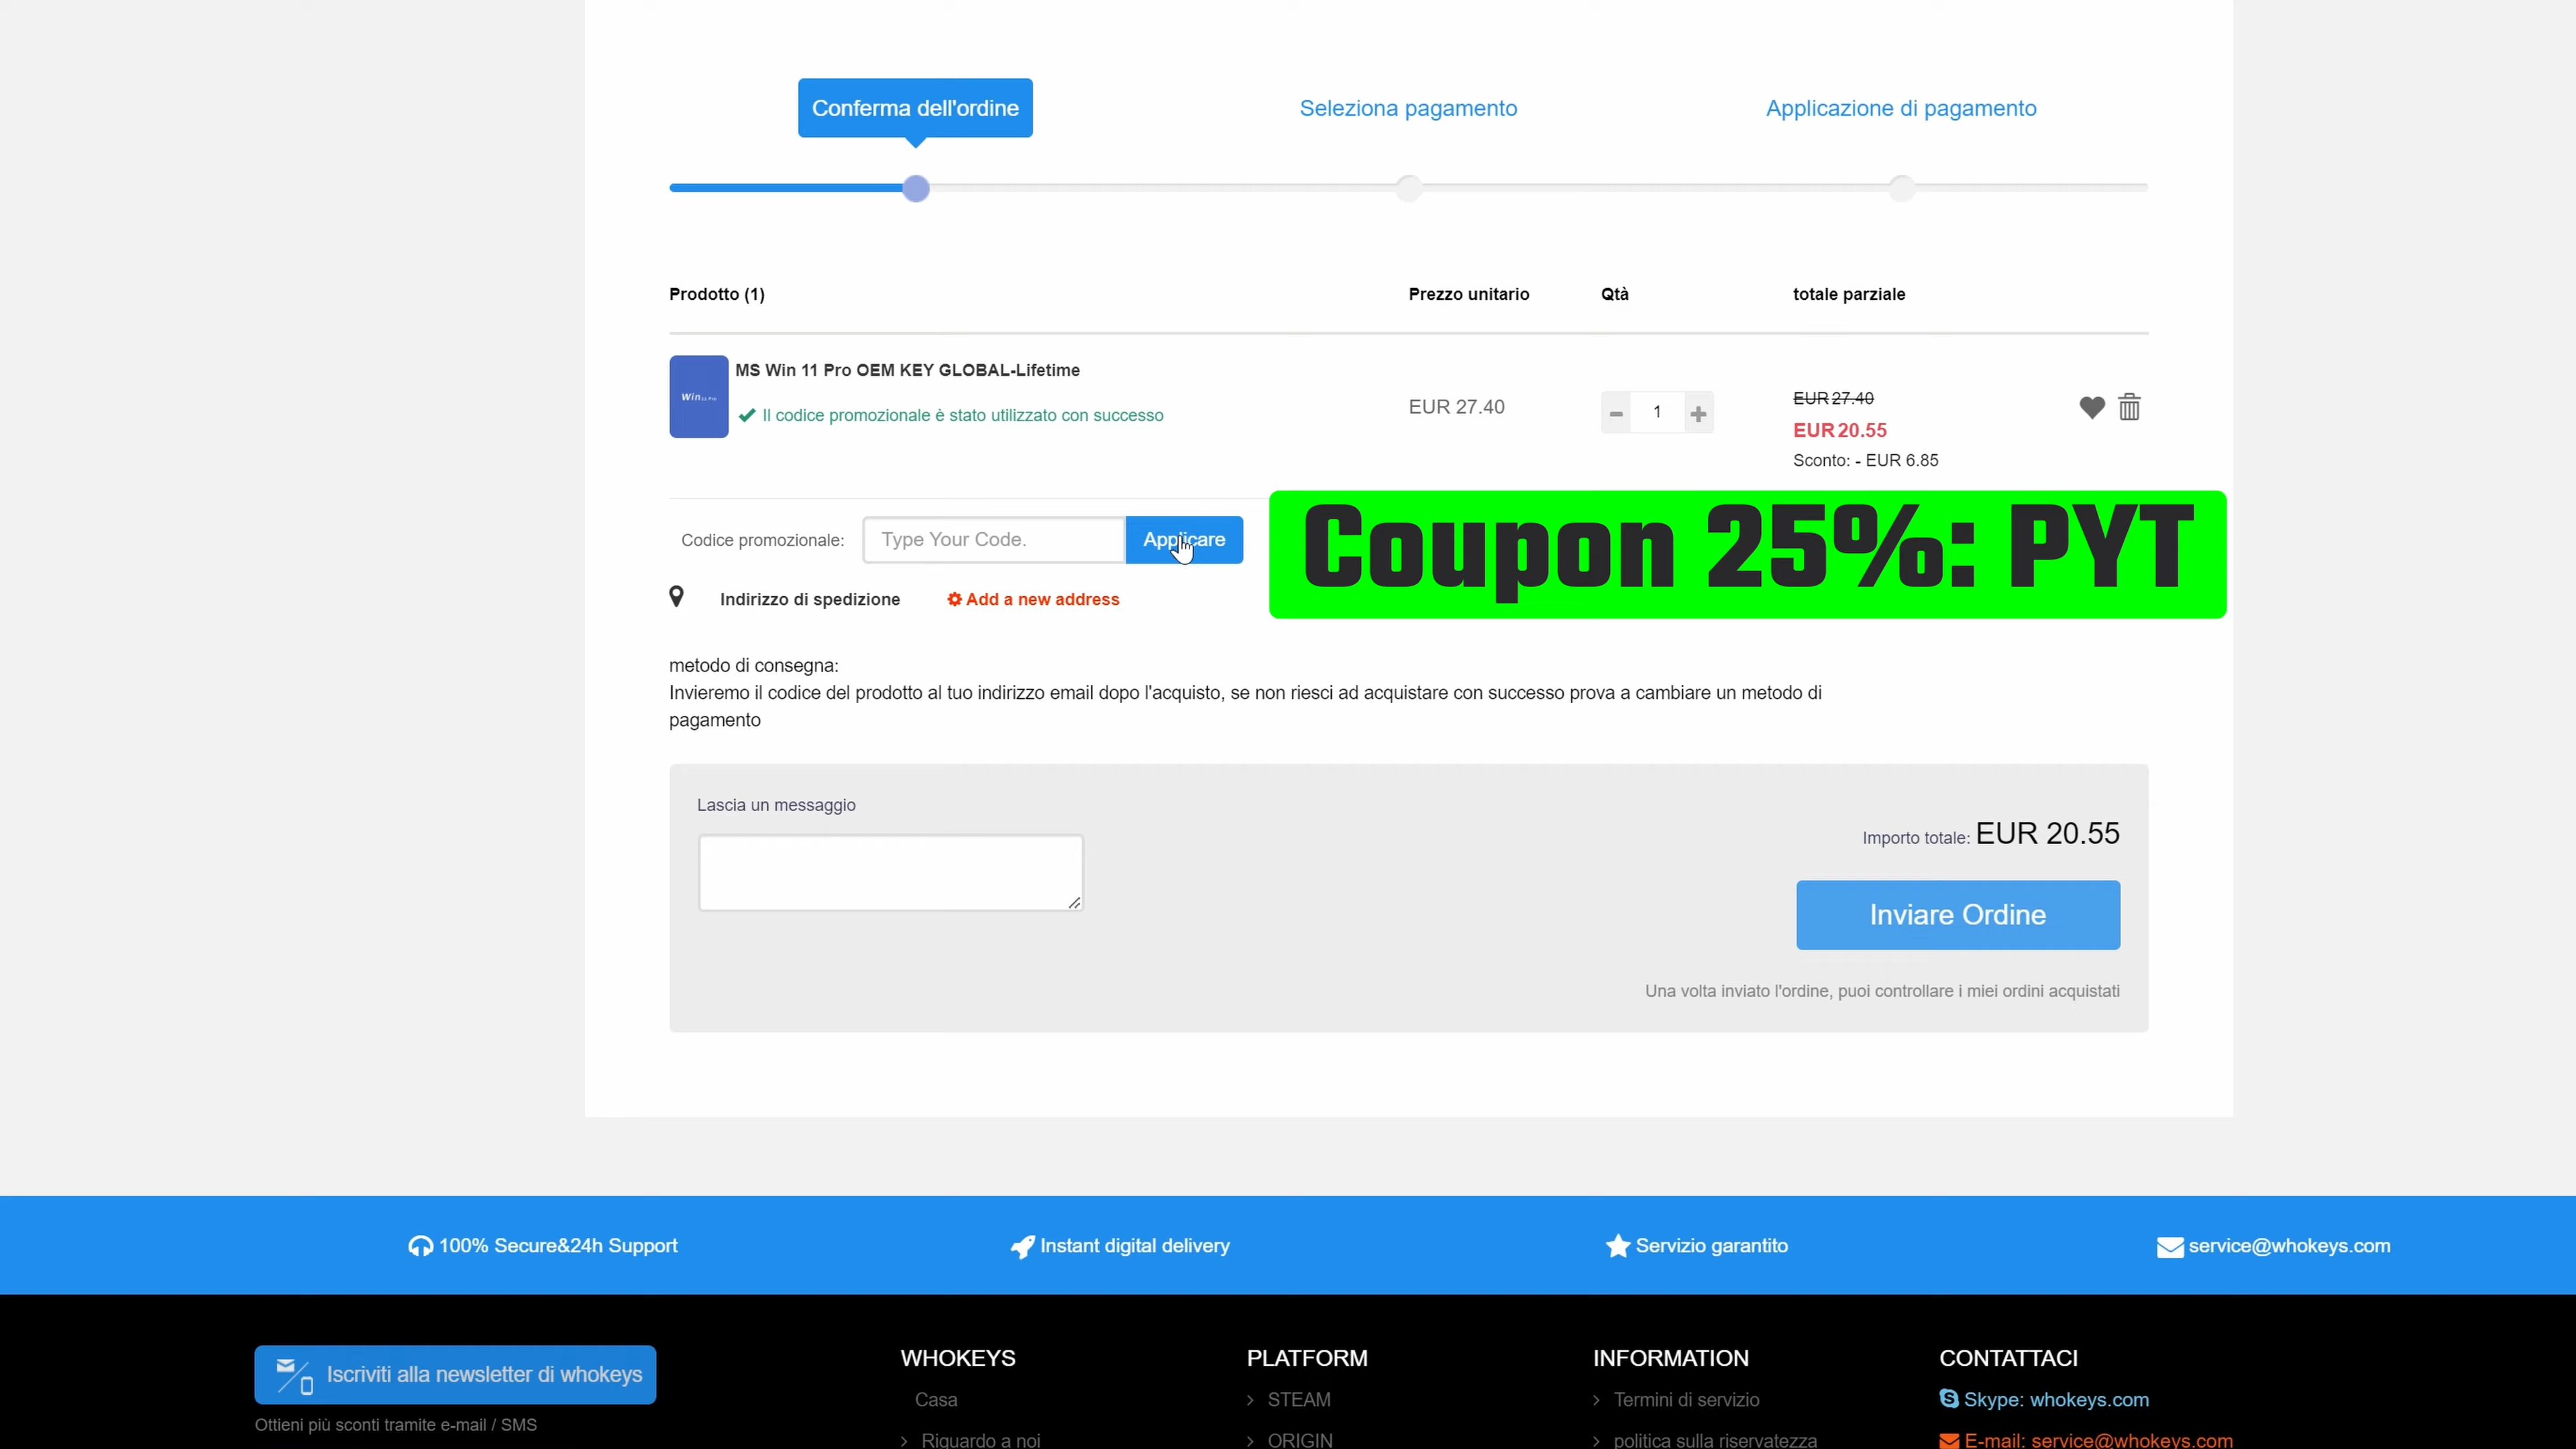 Conferma dell'ordine
Seleziona pagamento
Applicazione di pagamento
Prodotto (1)
Prezzo unitario
Qtà
totale parziale
Win 11 Pro
MS Win 11 Pro OEM KEY GLOBAL-Lifetime
Il codice promozionale è stato utilizzato con successo
EUR 27.40
1
EUR 27.40
EUR 20.55
Sconto: - EUR 6.85
Codice promozionale:
Type Your Code.
Applicare
Coupon 25%: PYT
Indirizzo di spedizione
Add a new address
metodo di consegna:
Invieremo il codice del prodotto al tuo indirizzo email dopo l'acquisto, se non riesci ad acquistare con successo prova a cambiare un metodo di
pagamento
Lascia un messaggio
Importo totale: EUR 20.55
Inviare Ordine
Una volta inviato l'ordine, puoi controllare i miei ordini acquistati
100% Secure&24h Support
Instant digital delivery
Servizio garantito
service@whokeys.com
Iscriviti alla newsletter di whokeys
Ottieni più sconti tramite e-mail / SMS
WHOKEYS
Casa
Riguardo a noi
PLATFORM
STEAM
ORIGIN
INFORMATION
Termini di servizio
politica sulla riservatezza
CONTATTACI
Skype: whokeys.com
E-mail: service@whokeys.com